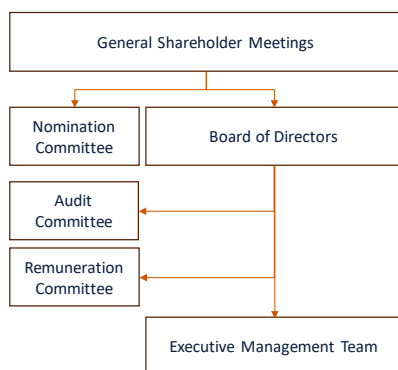 General Shareholder Meetings
Nomination
Committee
Board of Directors
Audit
Committee
Remuneration
Committee
Executive Management Team